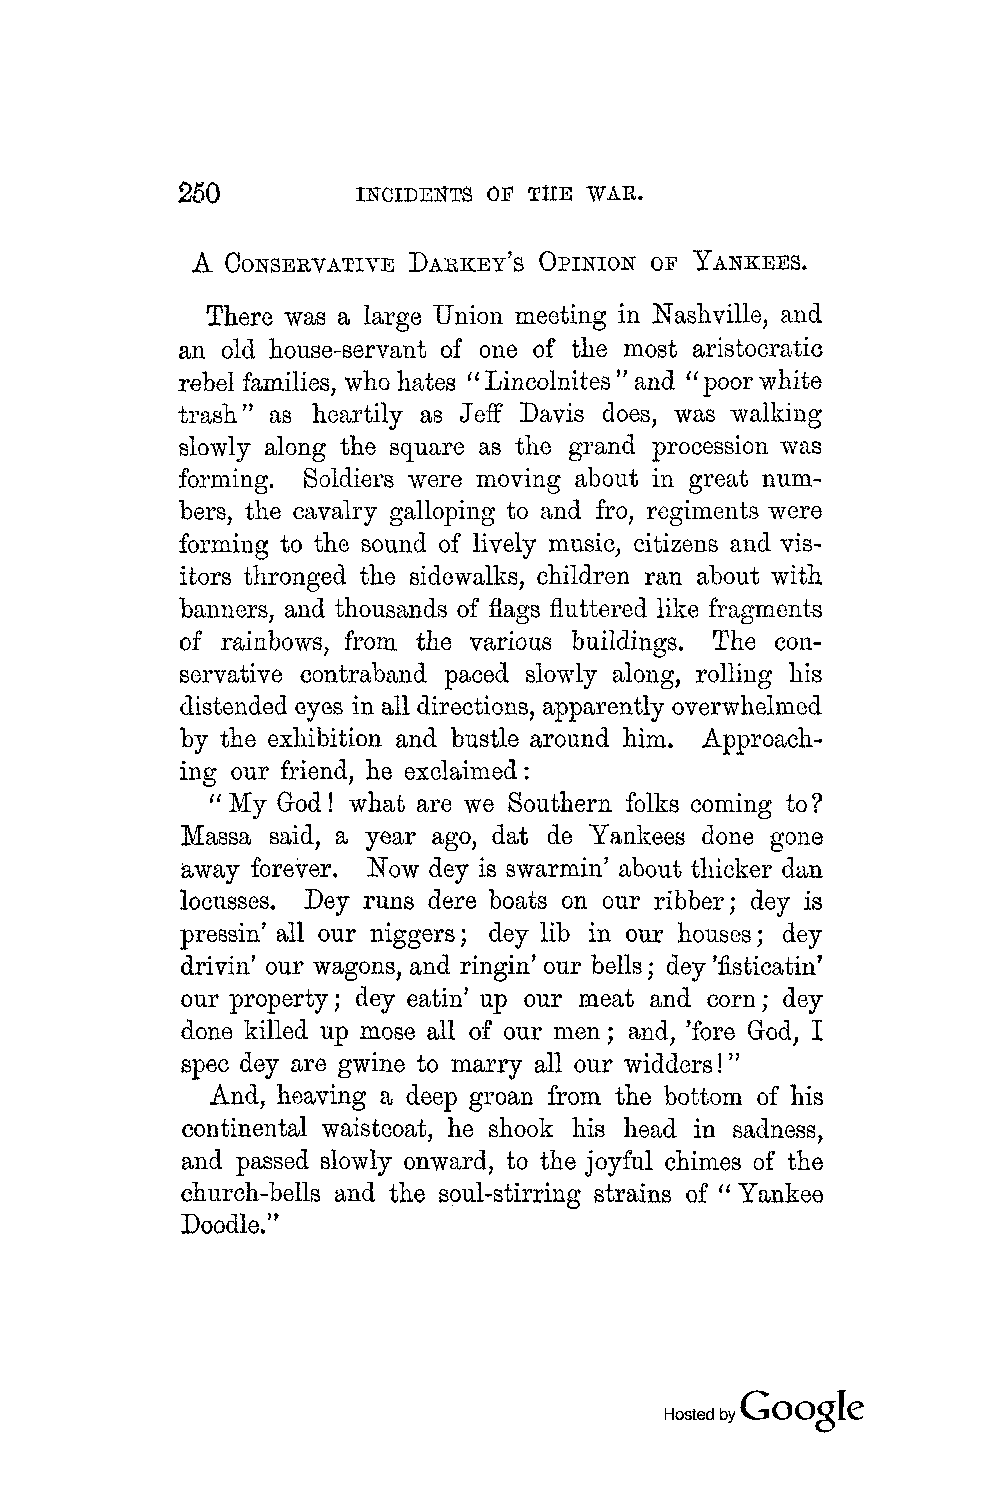 250 INCIDENTS OF THE WAR.
A CONSERVATIVE DARKEY'S OPINION OF YANKEES.
There was a large Union meeting in Nashville, and
an old house-servant of one of the most aristocratic
rebel families, who hates "Lincolnites" and "poor white
trash" as heartily as Jeff Davis does, was walking
slowly along the square as the grand procession was
forming. Soldiers were moving about in great num-
bers, the cavalry galloping to and fro, regiments were
forming to the sound of lively music, citizens and vis-
itors thronged the sidewalks, children ran about with
banners, and thousands of flags fluttered like fragments
of rainbows, from the various buildings. The con-
servative contraband paced slowly along, rolling his
distended eyes in all directions, apparently overwhelmed
by the exhibition and bustle around him. Approach-
ing our friend, he exclaimed:
"My God! what are we Southern folks coming to?
Massa said, a year ago, dat de Yankees done gone
away forever. Now dey is swarmin' about thicker dan
locusses. Dey runs dere boats on our ribber; dey is
pressin' all our niggers; dey lib in our houses; dey
drivin' our wagons, and ringin' our bells; dey 'fisticatin'
our property; dey eatin' up our meat and corn; dey
done killed up mose all of our men; and, 'fore God, I
spec dey are gwine to marry all our widders!"
And, heaving a deep groan from the bottom of his
continental waistcoat, he shook his head in sadness,
and passed slowly onward, to the joyful chimes of the
church-bells and the soul-stirring strains of "Yankee
Doodle."
Hosted by Google